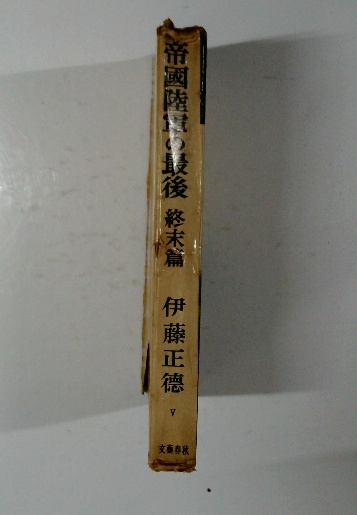 帝國陸軍の最後
終末篇
伊藤正德
V
文藝春秋